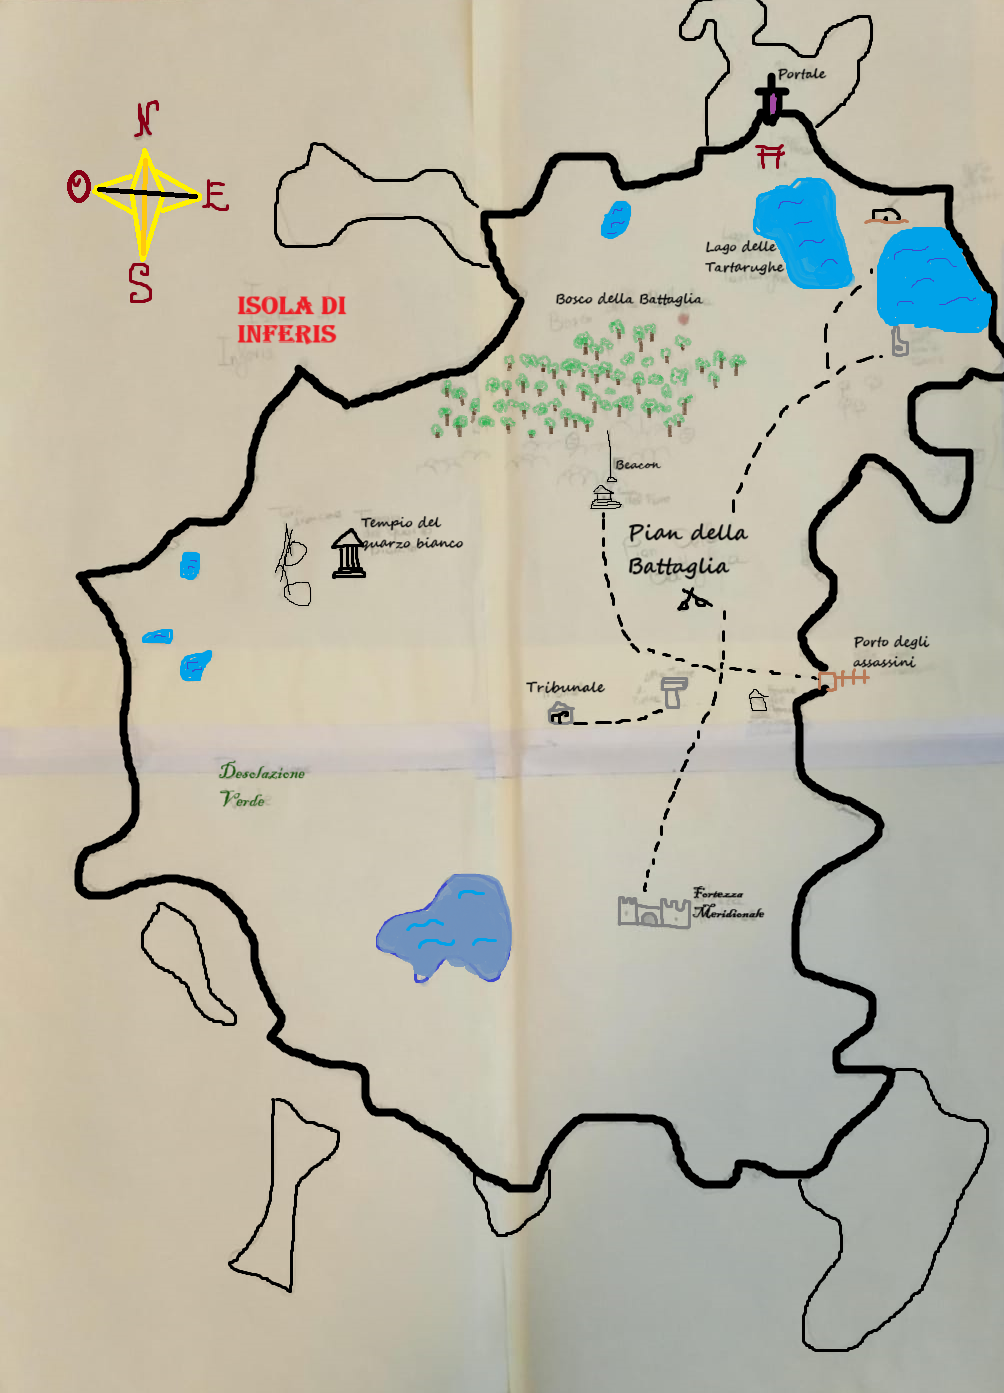 N
O
E
S
Portale
ISOLA DI
INFERIS
Lago delle
Tartarughe
Bosco della Battaglia
Beacon
Tempio del
quarzo bianco
Pian della
Battaglia
Porto degli
assassini
Tribunale
Desolazione
Verde
Fortezza
Meridionale